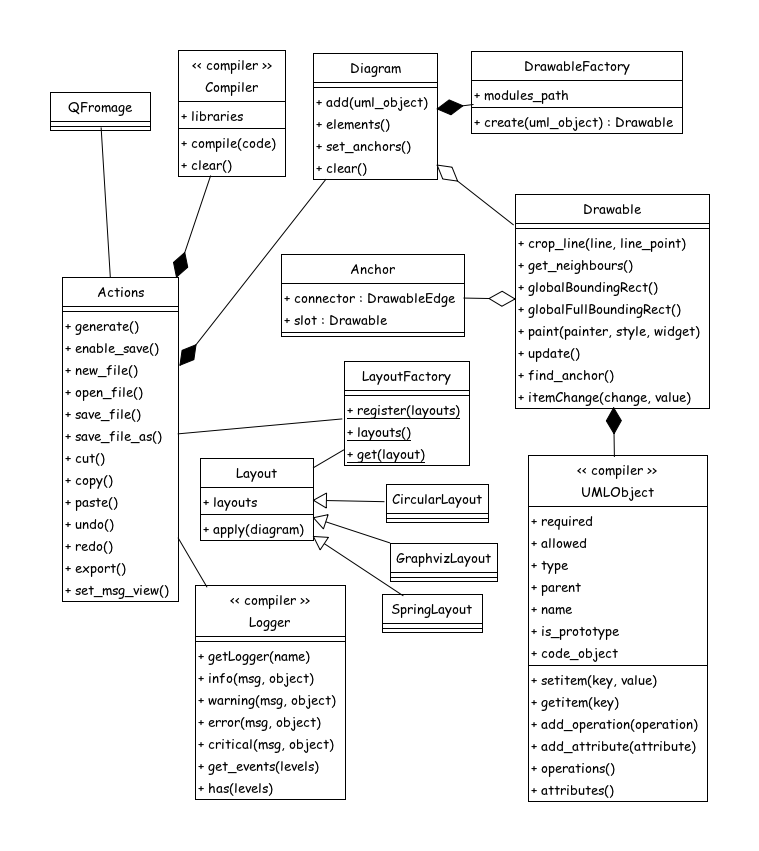 QFromage
<< compiler >>
Compiler
+ libraries
+ compile(code)
+ clear()
Diagram
+ add(uml_object)
+ elements()
+ set_anchors()
+ clear()
DrawableFactory
+ modules_path
+ create(uml_object) : Drawable
Drawable
+ crop_line(line, line_point)
+ get_neighbours()
+ globalBoundingRect()
+ globalFullBoundingRect()
+ paint(painter, style, widget)
+ update()
+ find_anchor()
+ itemChange(change, value)
Anchor
+ connector : DrawableEdge
+ slot : Drawable
Actions
+ generate()
+ enable_save()
+ new_file()
+ open_file()
+ save_file()
+ save_file_as()
+ cut()
+ copy()
+ paste()
+ undo()
+ redo()
+ export()
+ set_msg_view()
LayoutFactory
+ register(layouts)
+ layouts()
+ get(layout)
Layout
+ layouts
+ apply(diagram)
CircularLayout
GraphvizLayout
SpringLayout
<< compiler >>
UMLObject
+ required
+ allowed
+ type
+ parent
+ name
+ is_prototype
+ code_object
+ setitem(key, value)
+ getitem(key)
+ add_operation(operation)
+ add_attribute(attribute)
+ operations()
+ attributes()
<< compiler >>
Logger
+ getLogger(name)
+ info(msg, object)
+ warning(msg, object)
+ error(msg, object)
+ critical(msg, object)
+ get_events(levels)
+ has(levels)